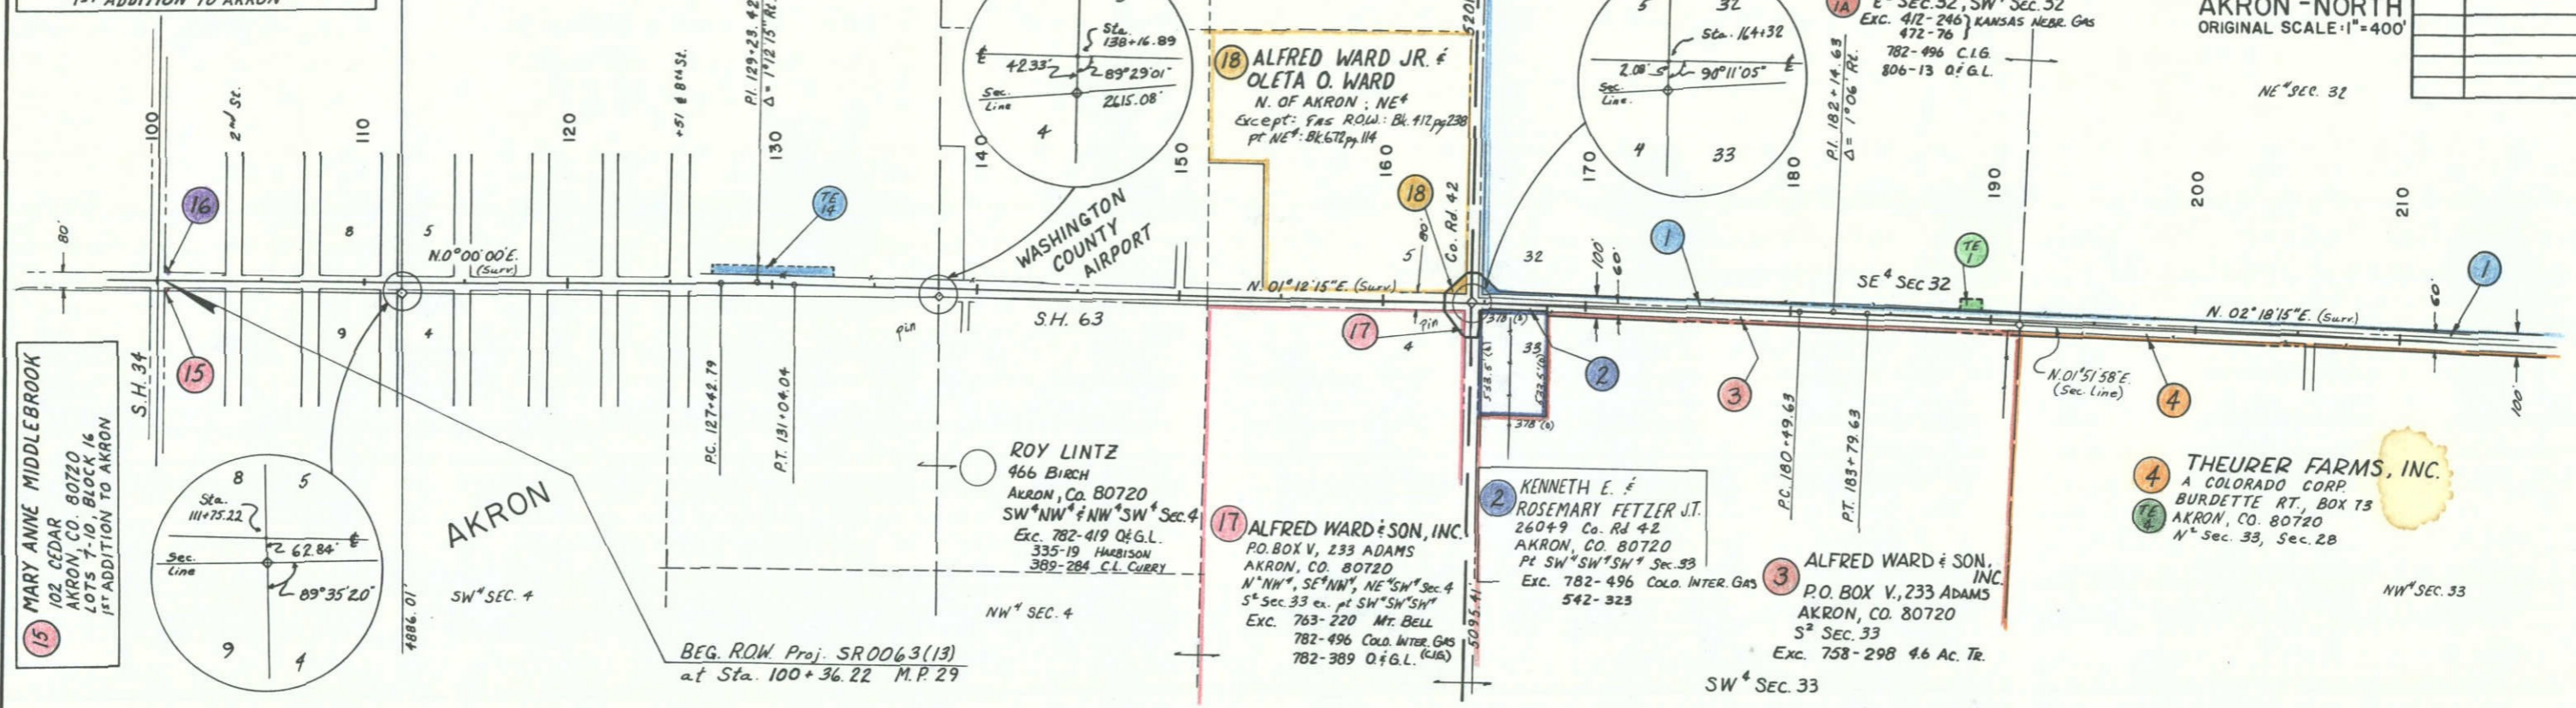 1ST ADDITION TO AKRON
100
2nd St.
110
120
+51 ₵ 8th St.
P.I. 129+23.42
Δ = 1°12'15" Rt.
130
140
Sta.
138+16.89
42.33'
89°29'01"
Sec.
Line
2615.08'
4
150
18
ALFRED WARD JR. &
OLETA O. WARD
N. OF AKRON; NE⁴
Except: FAS R.O.W.: Bk. 412 pg 238
pt NE⁴: Bk 672 pg. 114
160
18
Co. Rd. 42
80'
5
5
32
Sta. 164+32
2.08'
90°11'05"
Sec.
Line
4
33
170
180
P.I. 182+14.63
Δ = 1°06' Rt.
1A
E² SEC. 32, SW⁴ Sec. 32
Exc. 412-246 } KANSAS NEBR. GAS
472-76 }
782-496 C.I.G.
806-13 O.&G.L.
190
AKRON-NORTH
ORIGINAL SCALE: 1"=400'
NE⁴ SEC. 32
200
210
80'
16
8
5
N.0°00'00"E.
(Surv.)
TE
14
WASHINGTON
COUNTY
AIRPORT
N. 01°12'15"E. (Surv.)
32
100'
60'
1
SE⁴ SEC 32
TE
1
N. 02°18'15"E. (Surv.)
60'
1
S.H. 34
15
9
4
pin
S.H. 63
17
pin
4
378'(±)
33
533.5'(±)
533.5'(±)
378'(±)
2
3
N.01°51'58"E.
(Sec. Line)
4
100'
15
MARY ANNE MIDDLEBROOK
102 CEDAR
AKRON, CO. 80720
LOTS 7-10, BLOCK 16
1ST ADDITION TO AKRON
8
5
Sta.
111+75.22
62.84'
Sec.
Line
89°35'20"
9
4
4886.01'
AKRON
SW⁴ SEC. 4
P.C. 127+42.79
P.T. 131+04.04
BEG. R.O.W. Proj. SR0063(13)
at Sta. 100+36.22 M.P. 29
ROY LINTZ
466 BIRCH
AKRON, CO. 80720
SW⁴NW⁴ & NW⁴SW⁴ Sec. 4
Exc. 782-419 O.&G.L.
335-19 HARBISON
389-284 C.L. CURRY
NW⁴ SEC. 4
17
ALFRED WARD & SON, INC.
P.O. BOX V, 233 ADAMS
AKRON, CO. 80720
N²NW⁴, SE⁴NW⁴, NE⁴SW⁴ Sec. 4
S² Sec. 33 ex. pt SW⁴SW⁴SW⁴
Exc. 763-220 MT. BELL
782-496 COLO. INTER. GAS
782-389 O.&G.L. (C.I.G.)
5095.41'
2
KENNETH E. &
ROSEMARY FETZER J.T.
26049 Co. Rd 42
AKRON, CO. 80720
Pt SW⁴SW⁴SW⁴ Sec. 33
Exc. 782-496 COLO. INTER. GAS
542-323
P.C. 180+49.63
P.T. 183+79.63
3
ALFRED WARD & SON,
INC.
P.O. BOX V., 233 ADAMS
AKRON, CO. 80720
S² SEC. 33
Exc. 758-298 4.6 AC. TR.
SW⁴ SEC. 33
4
THEURER FARMS, INC.
A COLORADO CORP.
BURDETTE RT., BOX 73
TE
4
AKRON, CO. 80720
N² Sec. 33, Sec. 28
NW⁴ SEC. 33